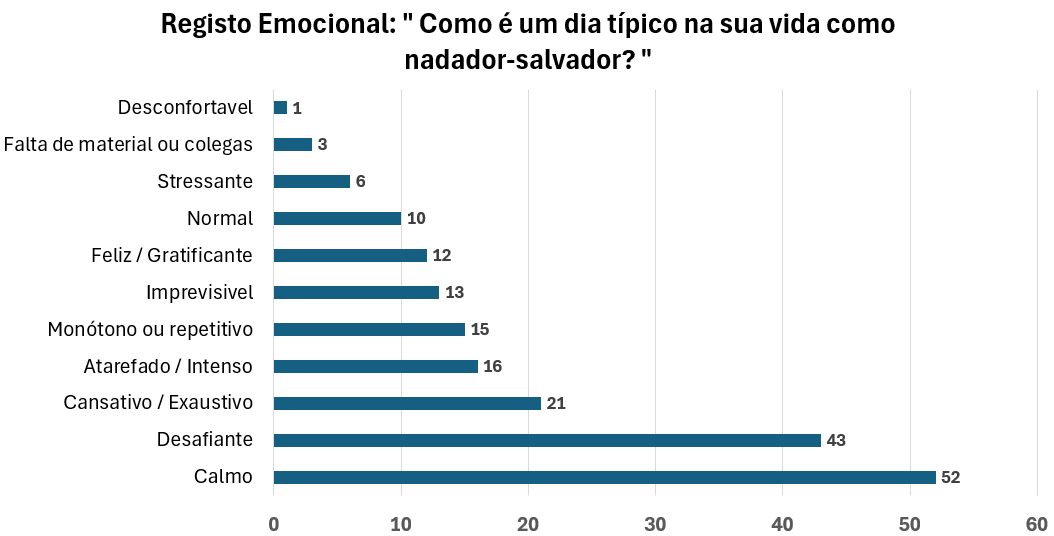 Registo Emocional: " Como é um dia típico na sua vida como
nadador-salvador? "
Desconfortavel 1
Falta de material ou colegas 3
Stressante 6
Normal 10
Feliz / Gratificante 12
Imprevisivel 13
Monótono ou repetitivo 15
Atarefado / Intenso 16
Cansativo / Exaustivo 21
Desafiante 43
Calmo 52
0 10 20 30 40 50 60